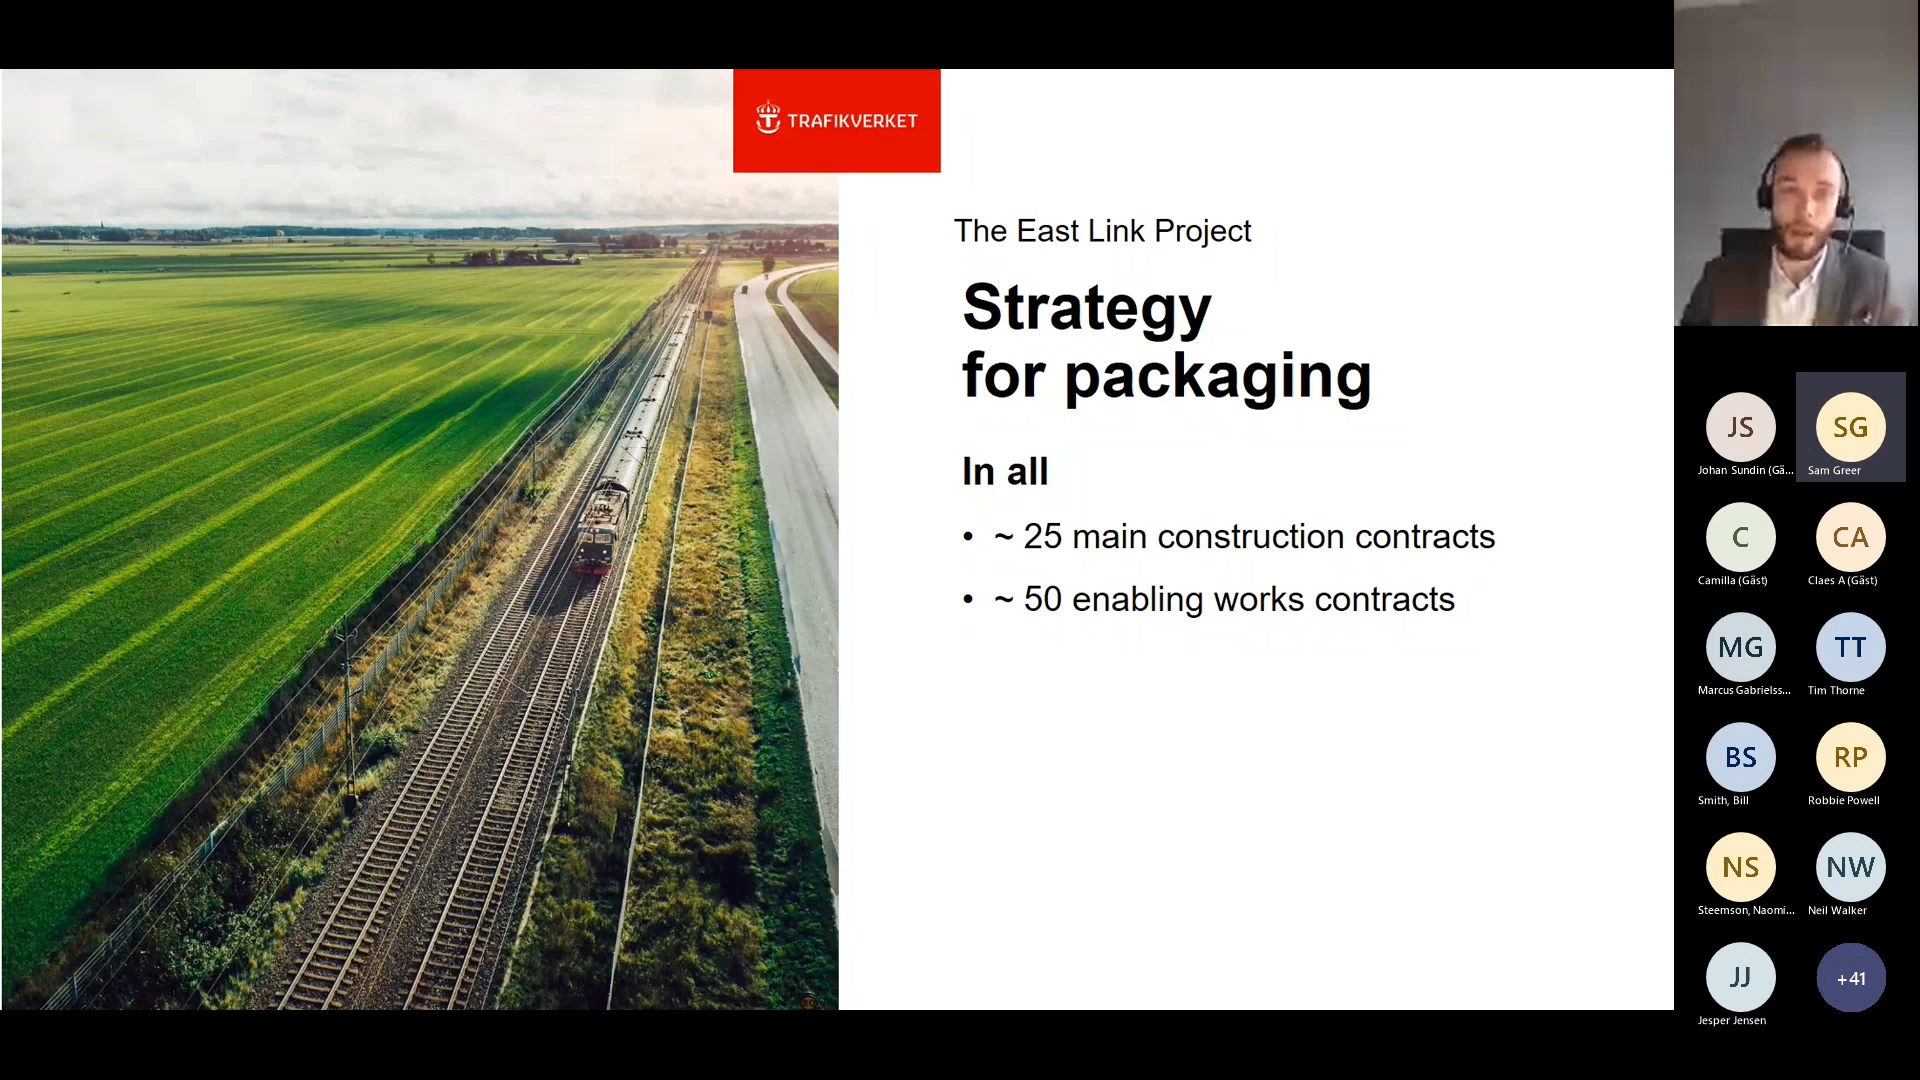 TRAFIKVERKET
The East Link Project
Strategy
for packaging
In all
• ~ 25 main construction contracts
• ~ 50 enabling works contracts
JS
Johan Sundin (Gä...
SG
Sam Greer
C
Camilla (Gäst)
CA
Claes A (Gäst)
MG
Marcus Gabrielss...
TT
Tim Thorne
BS
Smith, Bill
RP
Robbie Powell
NS
Steemson, Naomi...
NW
Neil Walker
JJ
Jesper Jensen
+41